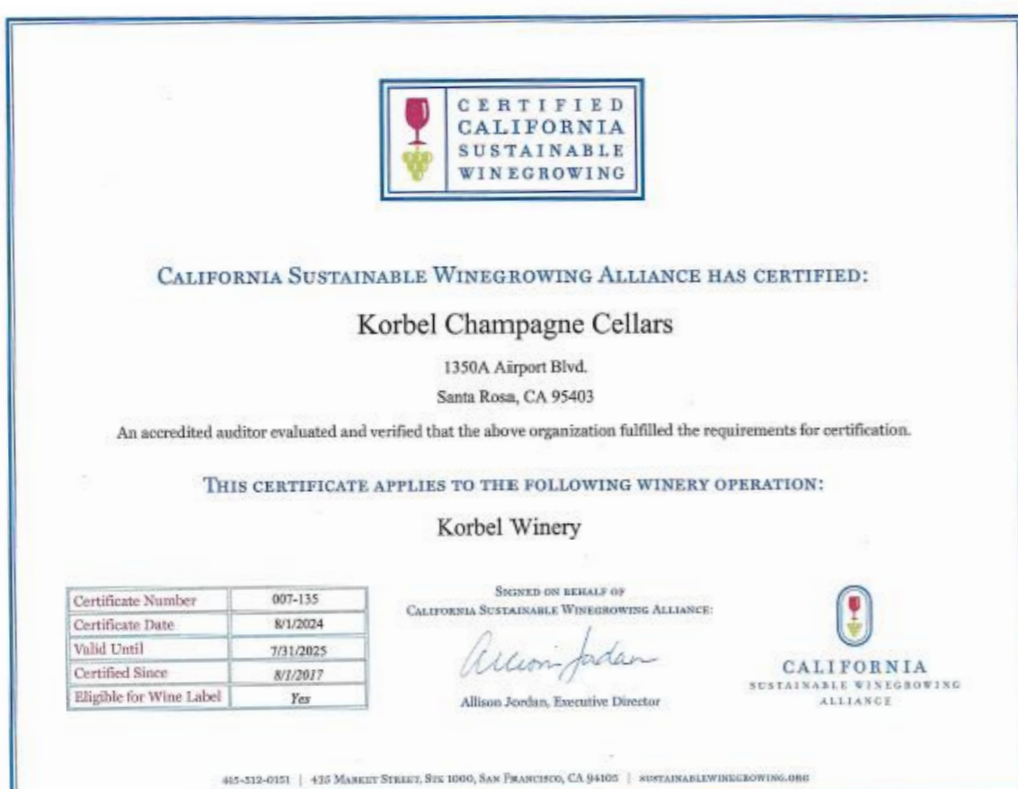 CERTIFIED
CALIFORNIA
SUSTAINABLE
WINEGROWING
CALIFORNIA SUSTAINABLE WINEGROWING ALLIANCE HAS CERTIFIED:
Korbel Champagne Cellars
1350A Airport Blvd.
Santa Rosa, CA 95403
An accredited auditor evaluated and verified that the above organization fulfilled the requirements for certification.
THIS CERTIFICATE APPLIES TO THE FOLLOWING WINERY OPERATION:
Korbel Winery
Certificate Number 007-135
Certificate Date 8/1/2024
Valid Until 7/31/2025
Certified Since 8/1/2017
Eligible for Wine Label Yes
SIGNED ON BEHALF OF
CALIFORNIA SUSTAINABLE WINEGROWING ALLIANCE:
Allison Jordan
Allison Jordan, Executive Director
CALIFORNIA
SUSTAINABLE WINEGROWING
ALLIANCE
415-512-0151 | 425 MARKET STREET, STE 1000, SAN FRANCISCO, CA 94105 | SUSTAINABLEWINEGROWING.ORG